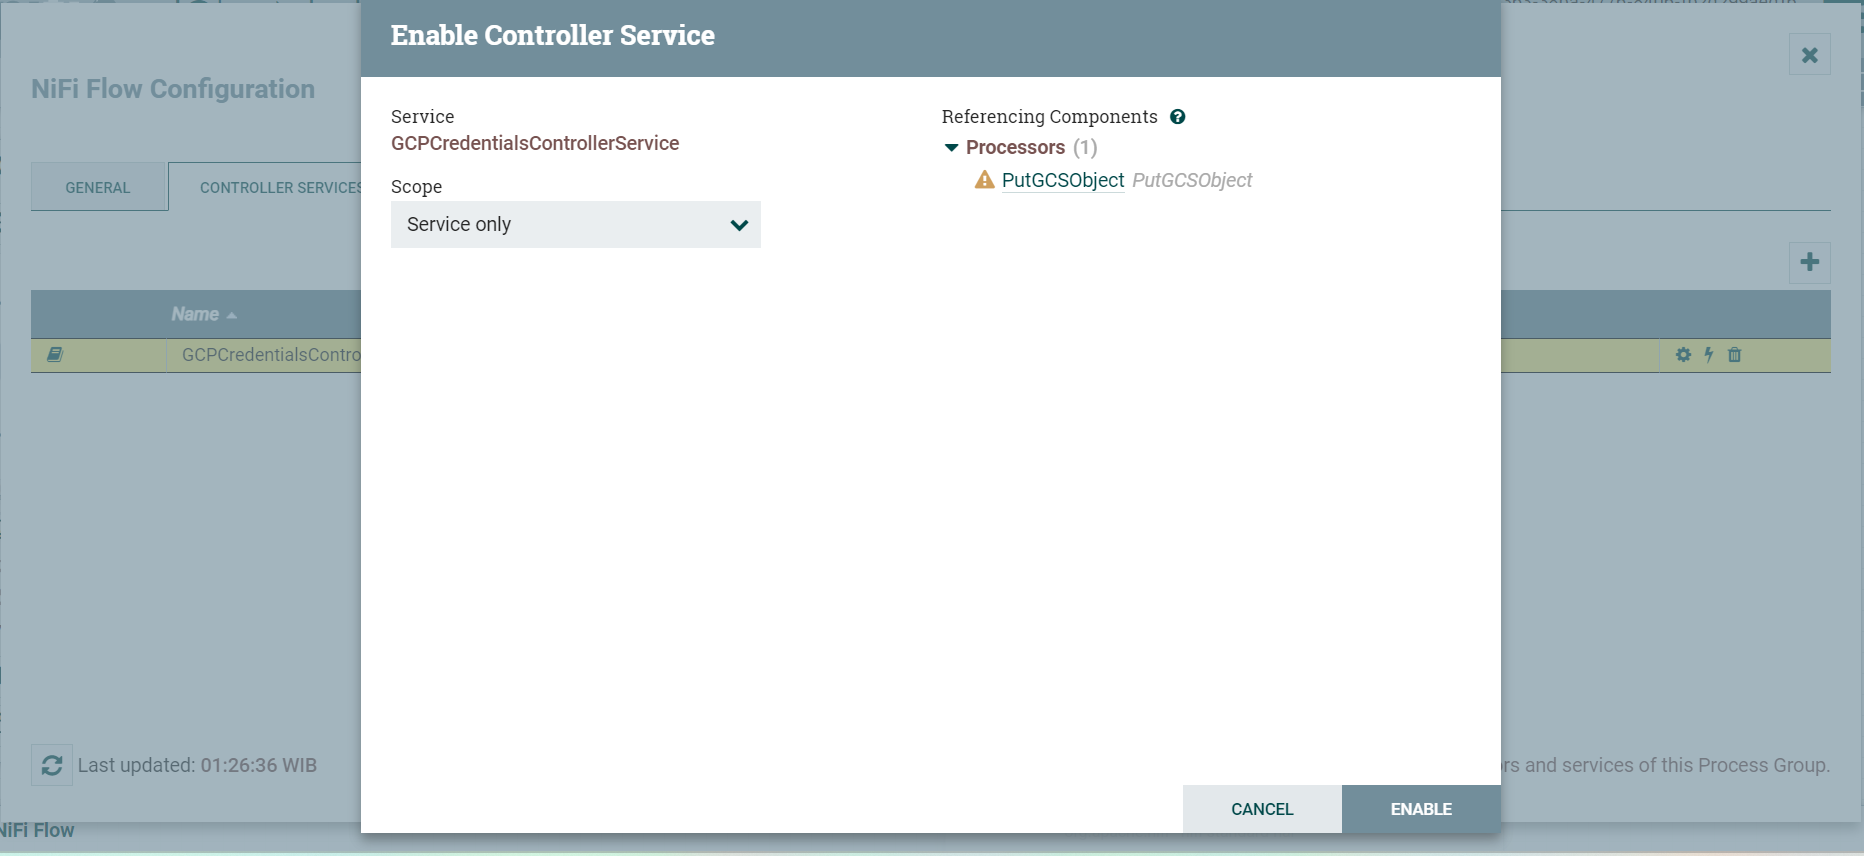 Enable Controller Service
NiFi Flow Configuration
Service
GCPCredentialsControllerService
Referencing Components
Processors (1)
PutGCSObject PutGCSObject
GENERAL
CONTROLLER SERVICES
Scope
Service only
Name
GCPCredentialsContro
Last updated: 01:26:36 WIB
and services of this Process Group.
CANCEL
ENABLE
NiFi Flow